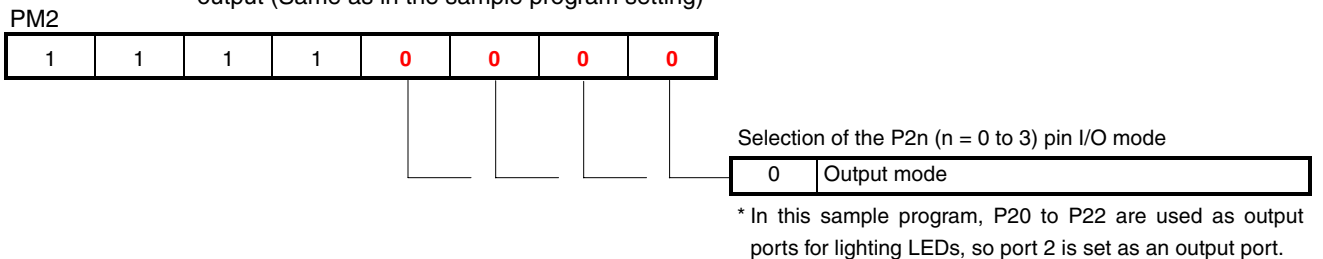 output (Same as in the sample program setting)
PM2
1 1 1 1 0 0 0 0
Selection of the P2n (n = 0 to 3) pin I/O mode
0 Output mode
* In this sample program, P20 to P22 are used as output
ports for lighting LEDs, so port 2 is set as an output port.